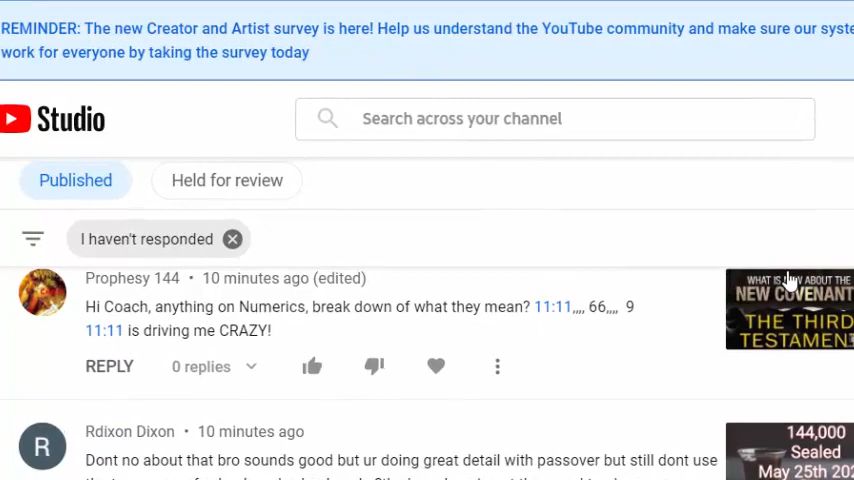 REMINDER: The new Creator and Artist survey is here! Help us understand the YouTube community and make sure our
work for everyone by taking the survey today
Studio
Search across your channel
Published
Held for review
I haven't responded
Prophesy 144 • 10 minutes ago (edited)
Hi Coach, anything on Numerics, break down of what they mean? 11:11,,,, 66,,,, 9
11:11 is driving me CRAZY!
REPLY 0 replies
WHAT IS NEW ABOUT THE
NEW COVENANT
THE THIRD
TESTAMENT
R
Rdixon Dixon • 10 minutes ago
Dont no about that bro sounds good but ur doing great detail with passover but still dont use
144,000
Sealed
May 25th